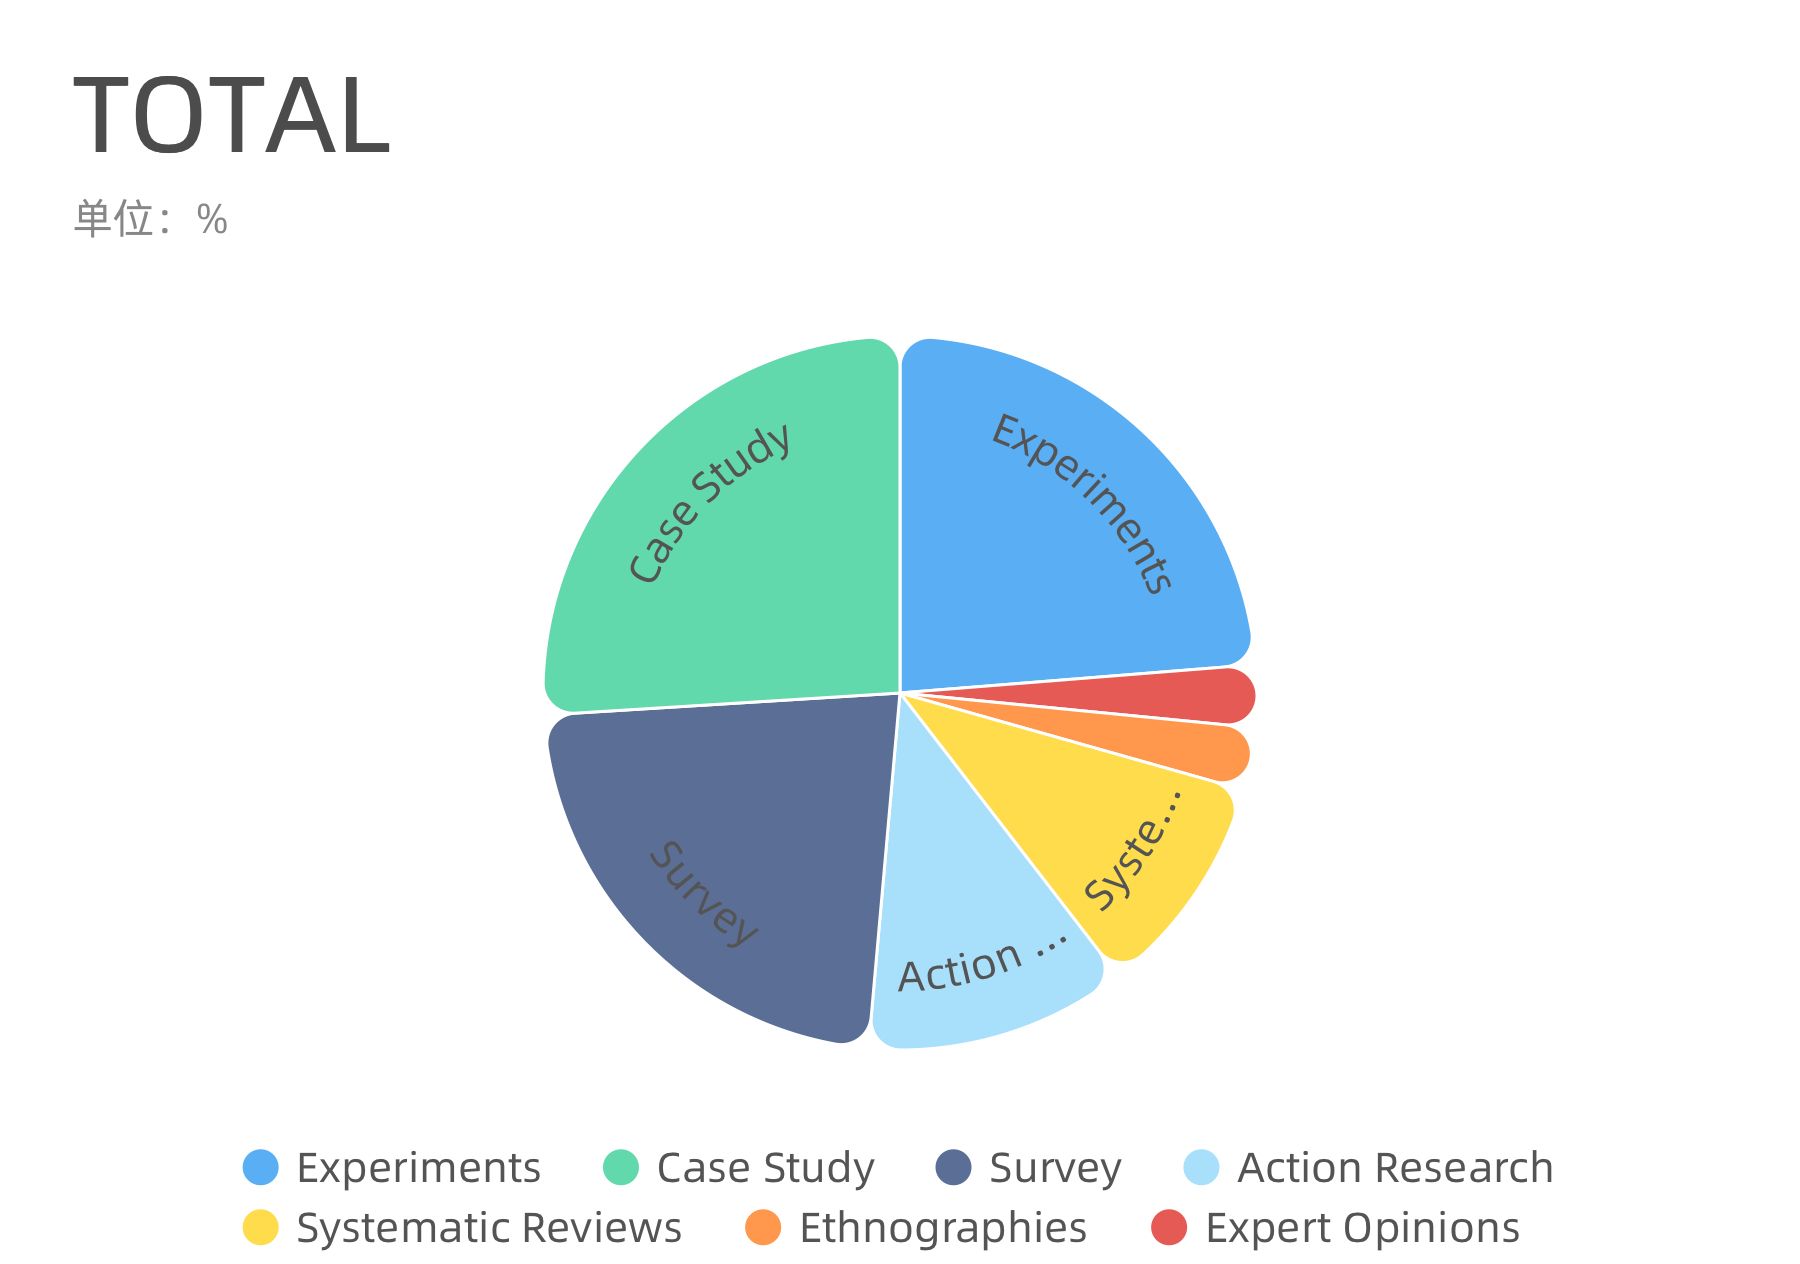 TOTAL
单位：%
Case Study
Experiments
Survey
Action ...
Syste...
Experiments
Case Study
Survey
Action Research
Systematic Reviews
Ethnographies
Expert Opinions